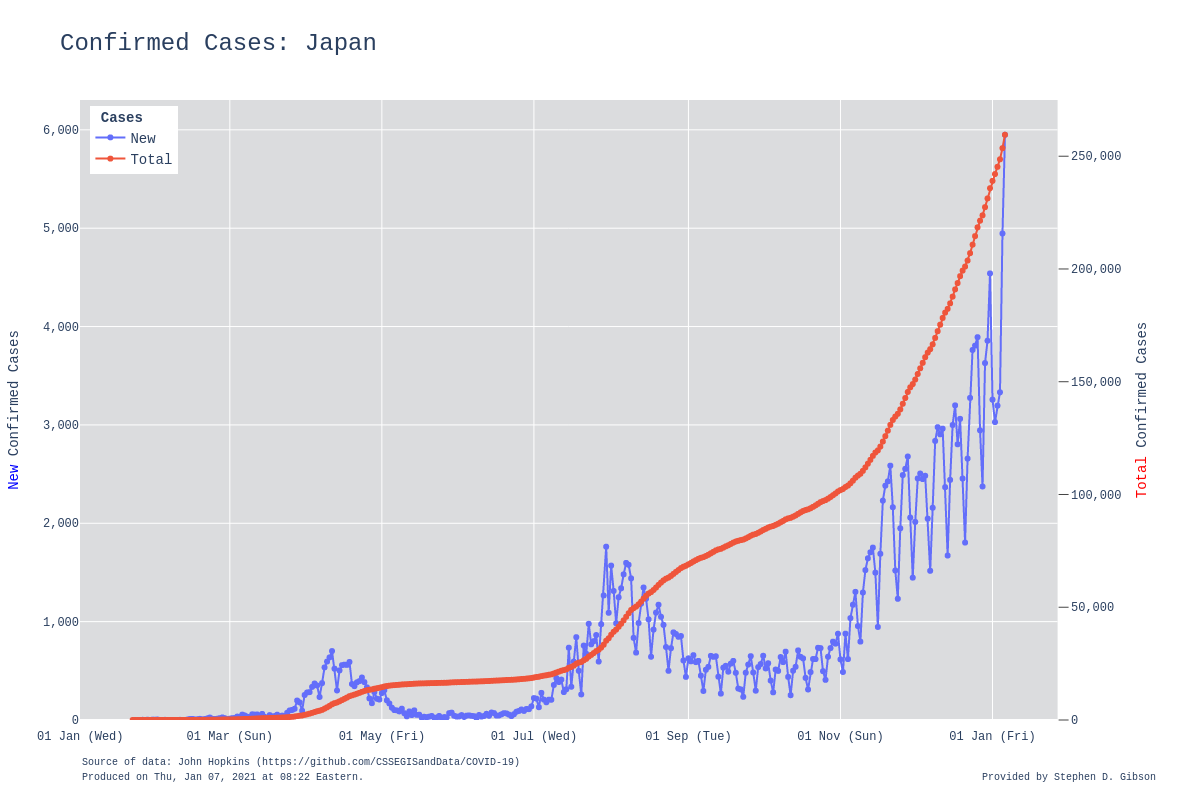 Confirmed Cases: Japan
Cases
New
Total
6,000
5,000
4,000
3,000
2,000
1,000
0
New Confirmed Cases
250,000
200,000
150,000
100,000
50,000
0
Total Confirmed Cases
01 Jan (Wed)
01 Mar (Sun)
01 May (Fri)
01 Jul (Wed)
01 Sep (Tue)
01 Nov (Sun)
01 Jan (Fri)
Source of data: John Hopkins (https://github.com/CSSEGISandData/COVID-19)
Produced on Thu, Jan 07, 2021 at 08:22 Eastern.
Provided by Stephen D. Gibson